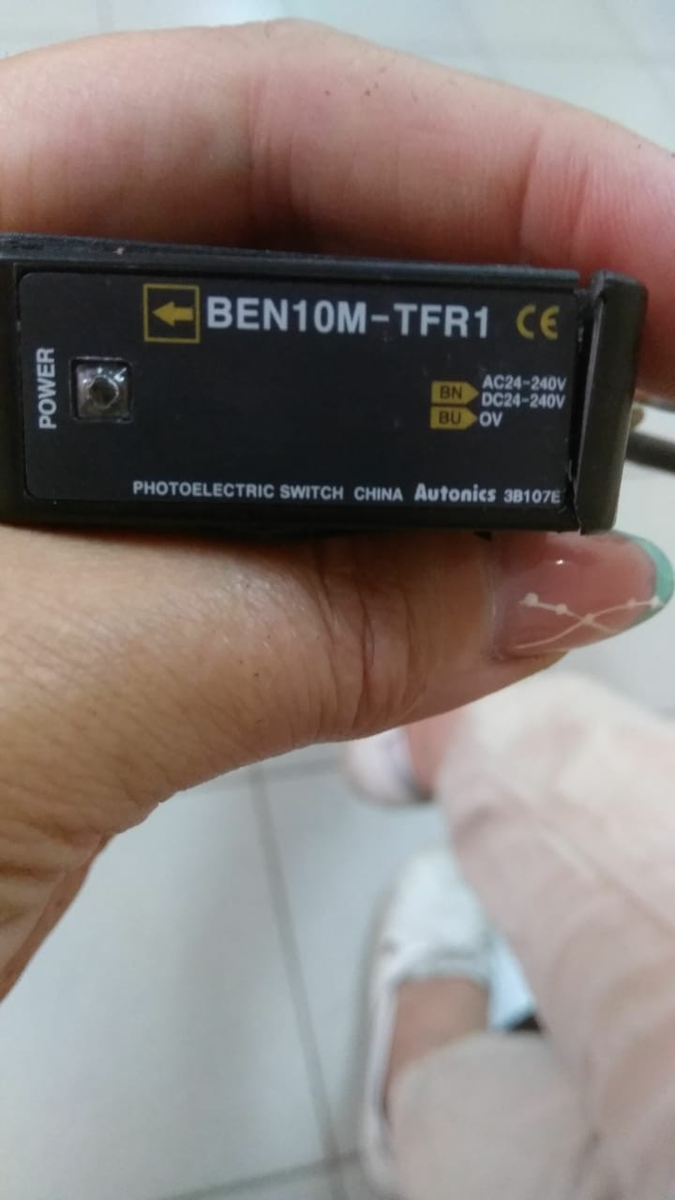 BEN10M-TFR1 CE
POWER
BN AC24-240V
DC24-240V
BU 0V
PHOTOELECTRIC SWITCH CHINA Autonics 3B107E